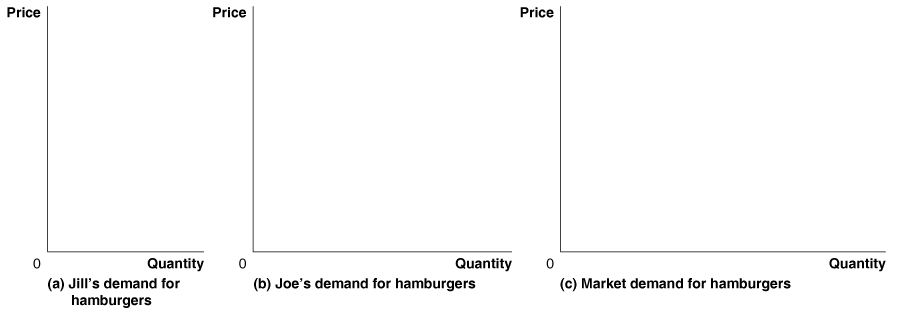 Price
0
Quantity
(a) Jill's demand for
hamburgers
Price
0
Quantity
(b) Joe's demand for hamburgers
Price
0
Quantity
(c) Market demand for hamburgers